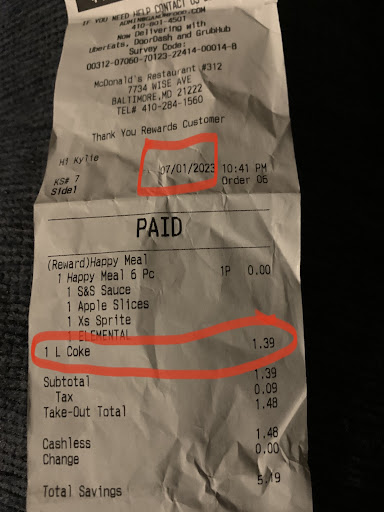 IF YOU NEED HELP CONTACT US @
410-601-4501
Now Delivering with
UberEats, DoorDash and GrubHub
Survey Code:
00312-07060-70123-22414-00014-8
McDonald's Restaurant #312
7734 WISE AVE
BALTIMORE,MD 21222
TEL# 410-284-1560
Thank You Rewards Customer
Hi Kylie
07/01/2023 10:41 PM
KS# 7 Order 06
Side1
PAID
(Reward)Happy Meal
1 Happy Meal 6 Pc 1P 0.00
1 S&S Sauce
1 Apple Slices
1 Xs Sprite
1 ELEMENTAL
1 L Coke 1.39
Subtotal 1.39
Tax 0.09
Take-Out Total 1.48
Cashless 1.48
Change 0.00
Total Savings 5.19